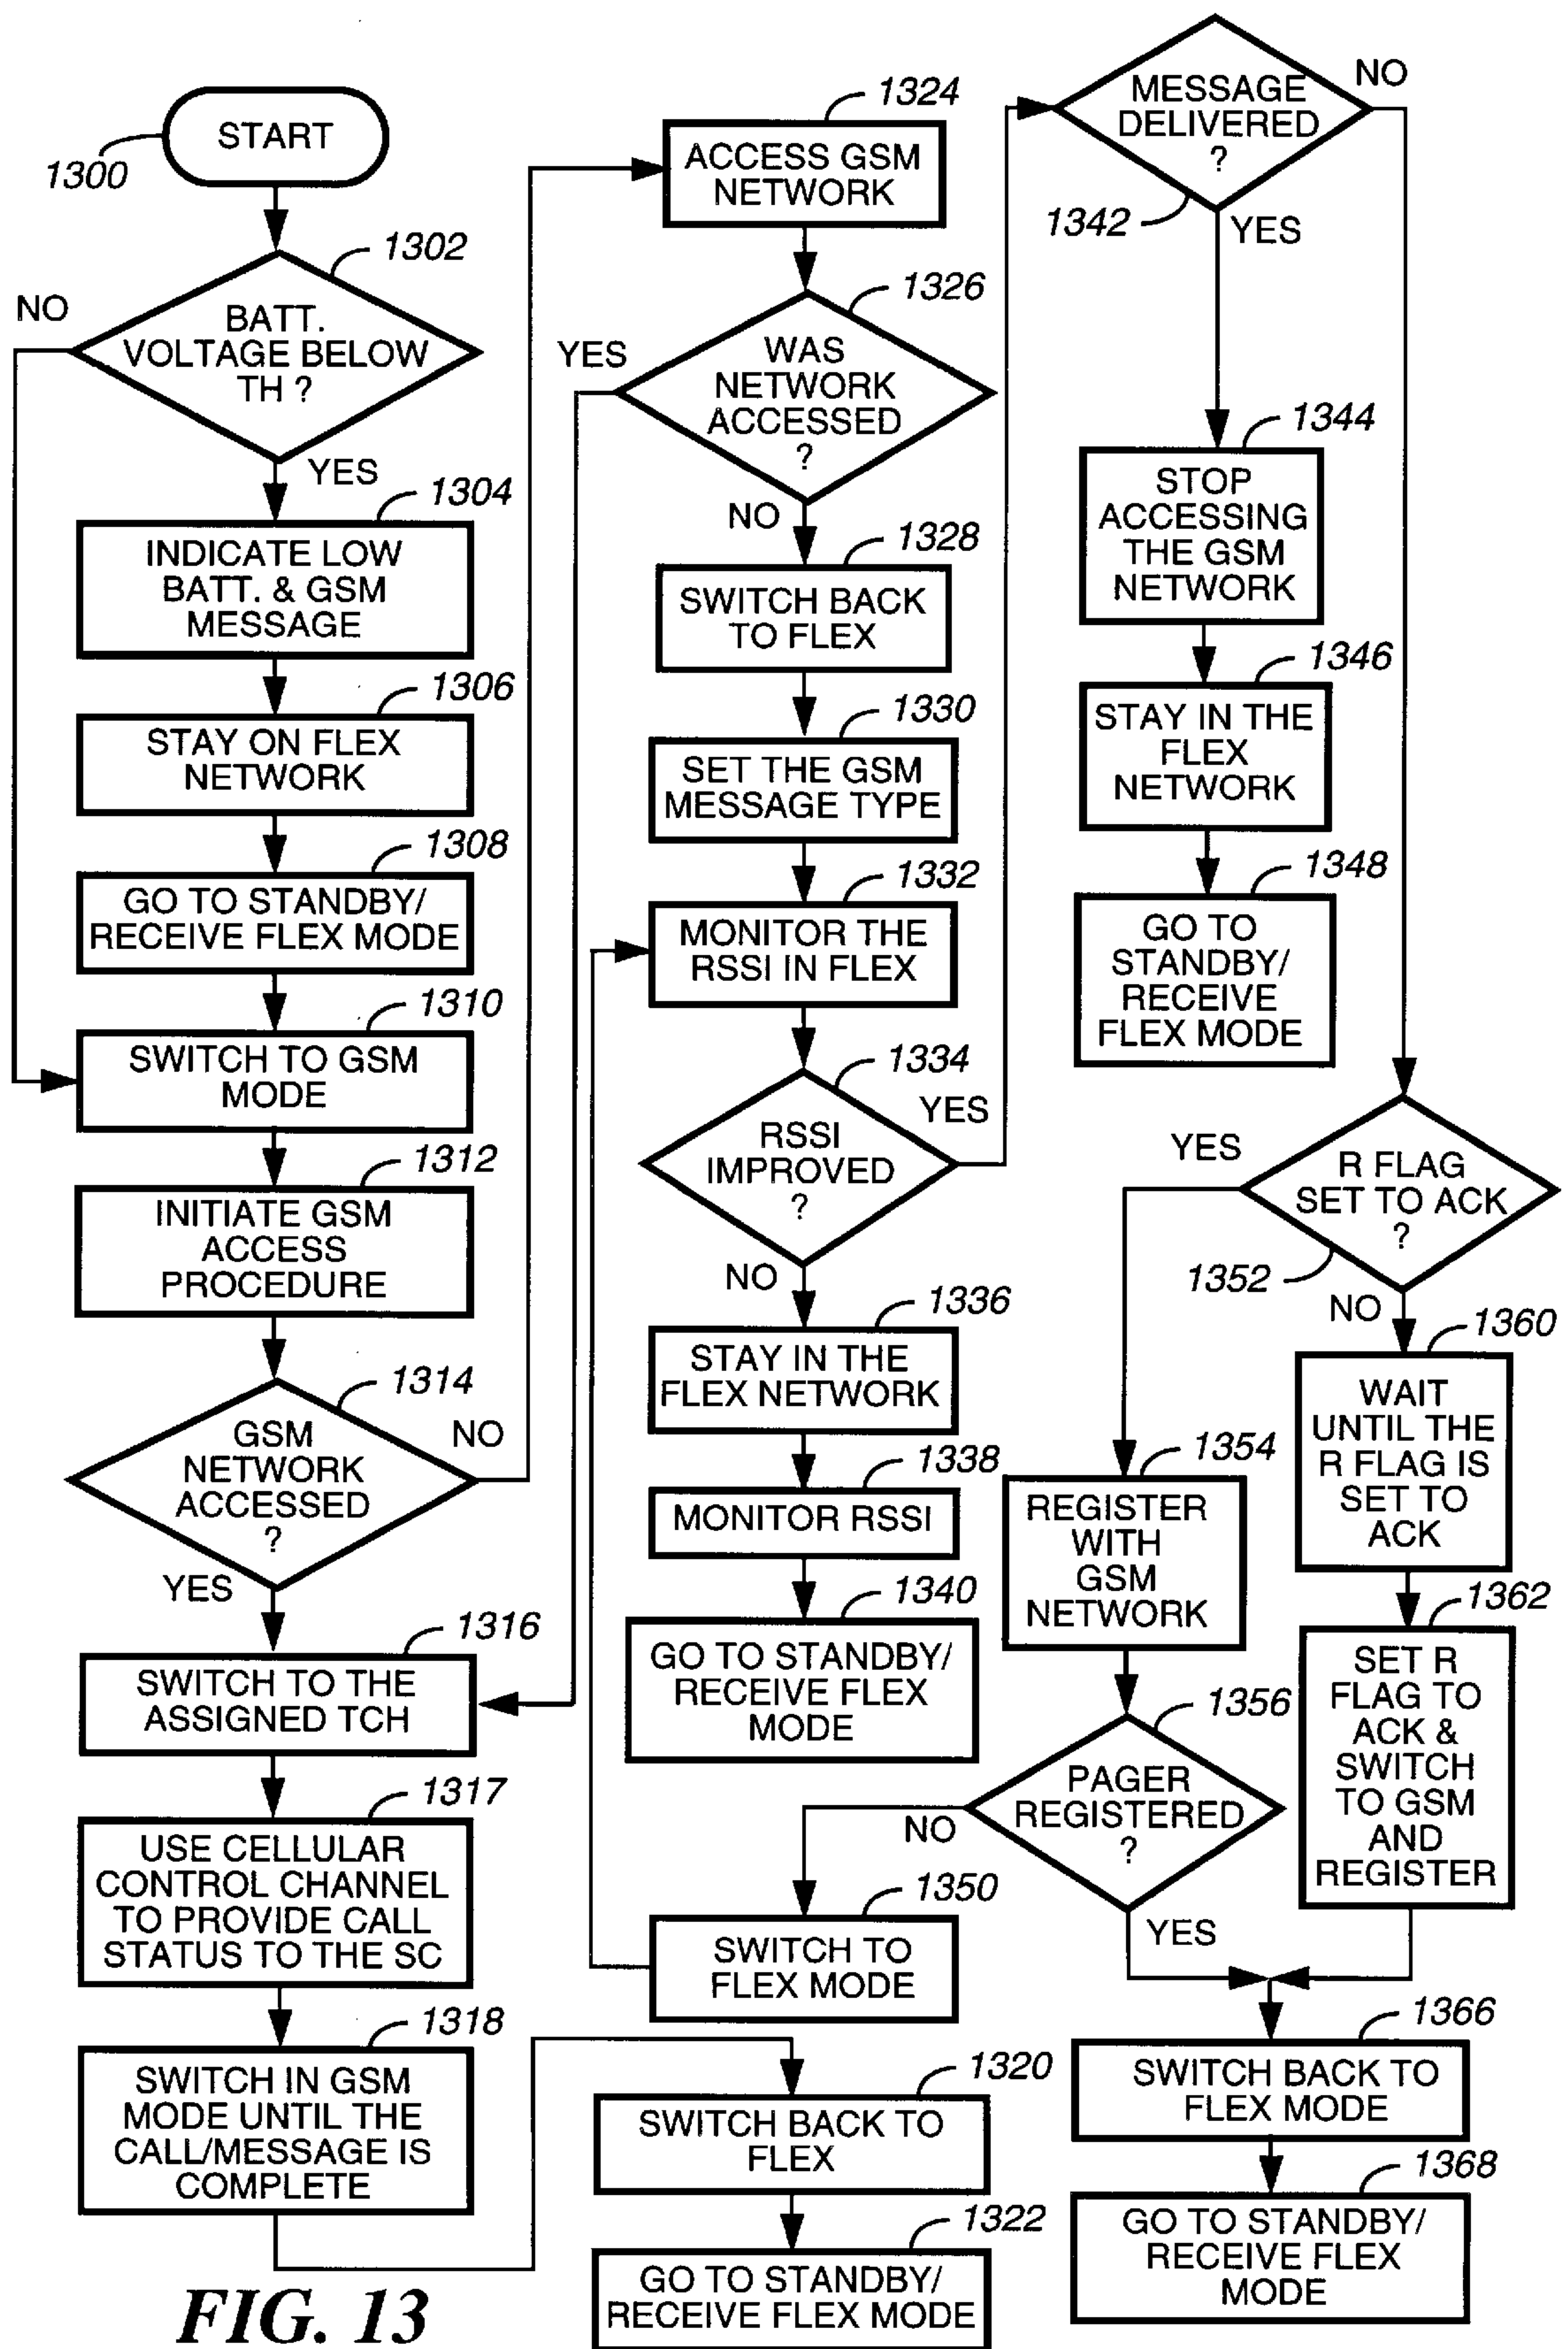 START
1300
1302
NO
BATT.
VOLTAGE BELOW
TH ?
YES
1304
INDICATE LOW
BATT. & GSM
MESSAGE
1306
STAY ON FLEX
NETWORK
1308
GO TO STANDBY/
RECEIVE FLEX MODE
1310
SWITCH TO GSM
MODE
1312
INITIATE GSM
ACCESS
PROCEDURE
1314
GSM
NETWORK
ACCESSED
?
NO
YES
1316
SWITCH TO THE
ASSIGNED TCH
1317
USE CELLULAR
CONTROL CHANNEL
TO PROVIDE CALL
STATUS TO THE SC
1318
SWITCH IN GSM
MODE UNTIL THE
CALL/MESSAGE IS
COMPLETE
1324
ACCESS GSM
NETWORK
1326
YES
WAS
NETWORK
ACCESSED
?
NO
1328
SWITCH BACK
TO FLEX
1330
SET THE GSM
MESSAGE TYPE
1332
MONITOR THE
RSSI IN FLEX
1334
YES
RSSI
IMPROVED
?
NO
1336
STAY IN THE
FLEX NETWORK
1338
MONITOR RSSI
1340
GO TO STANDBY/
RECEIVE FLEX
MODE
1350
SWITCH TO
FLEX MODE
1320
SWITCH BACK TO
FLEX
1322
GO TO STANDBY/
RECEIVE FLEX MODE
MESSAGE
DELIVERED
?
NO
1342
YES
1344
STOP
ACCESSING
THE GSM
NETWORK
1346
STAY IN THE
FLEX
NETWORK
1348
GO TO
STANDBY/
RECEIVE
FLEX MODE
YES
R FLAG
SET TO ACK
?
1352
NO
1360
WAIT
UNTIL THE
R FLAG IS
SET TO
ACK
1354
REGISTER
WITH
GSM
NETWORK
1362
SET R
FLAG TO
ACK &
SWITCH
TO GSM
AND
REGISTER
1356
PAGER
REGISTERED
?
NO
YES
1366
SWITCH BACK TO
FLEX MODE
1368
GO TO STANDBY/
RECEIVE FLEX
MODE
FIG. 13